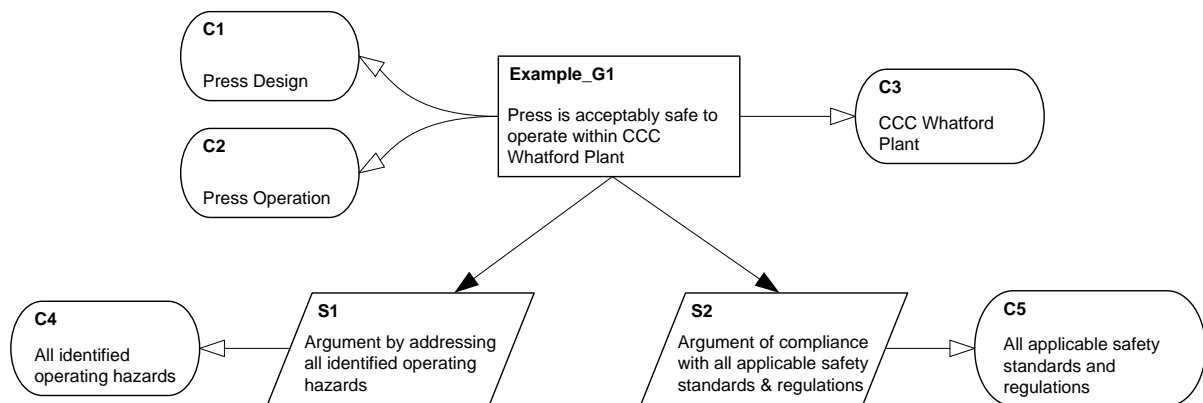 C1
Press Design
C2
Press Operation
Example_G1
Press is acceptably safe to
operate within CCC
Whatford Plant
C3
CCC Whatford
Plant
C4
All identified
operating hazards
S1
Argument by addressing
all identified operating
hazards
S2
Argument of compliance
with all applicable safety
standards & regulations
C5
All applicable safety
standards and
regulations